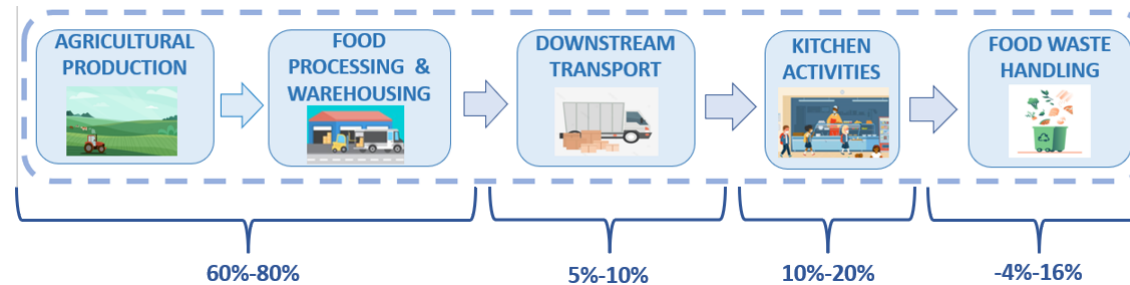 AGRICULTURAL
PRODUCTION
FOOD
PROCESSING &
WAREHOUSING
DOWNSTREAM
TRANSPORT
KITCHEN
ACTIVITIES
FOOD WASTE
HANDLING
60%-80%
5%-10%
10%-20%
-4%-16%